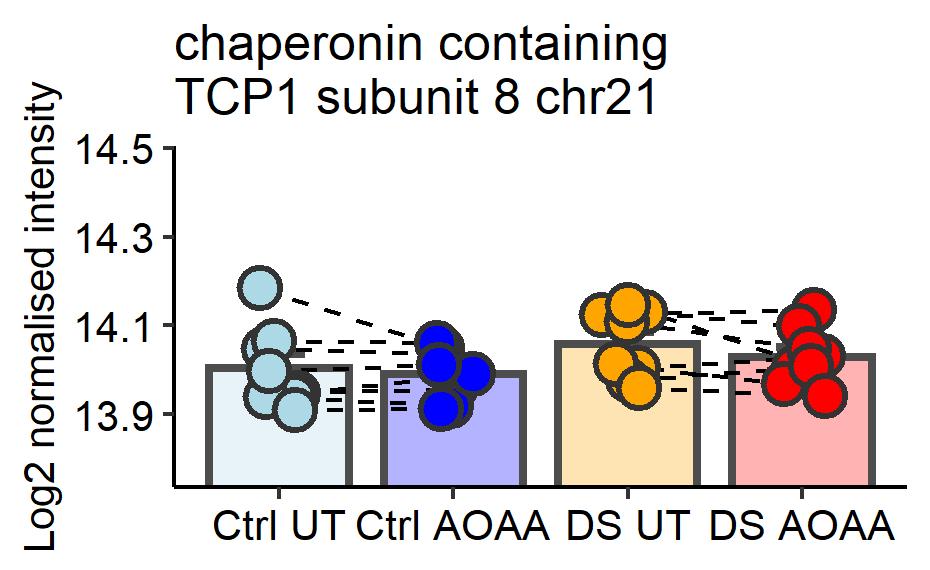 chaperonin containing
TCP1 subunit 8 chr21
Log2 normalised intensity
14.5
14.3
14.1
13.9
Ctrl UT Ctrl AOAA DS UT DS AOAA